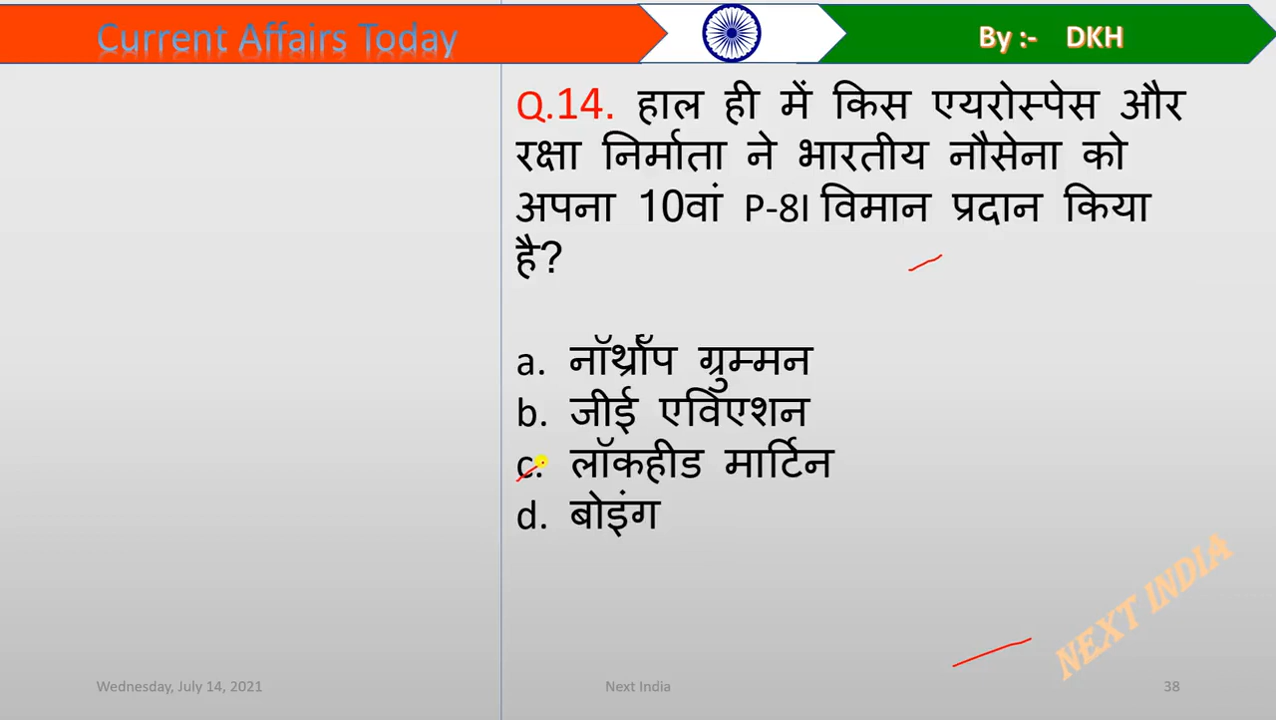 Current Affairs Today
By :- DKH
Q.14. हाल ही में किस एयरोस्पेस और
रक्षा निर्माता ने भारतीय नौसेना को
अपना 10वां P-8I विमान प्रदान किया
है?
a. नॉर्थ्रॉप ग्रुम्मन
b. जीई एविएशन
c. लॉकहीड मार्टिन
d. बोइंग
NEXT INDIA
Wednesday, July 14, 2021
Next India
38